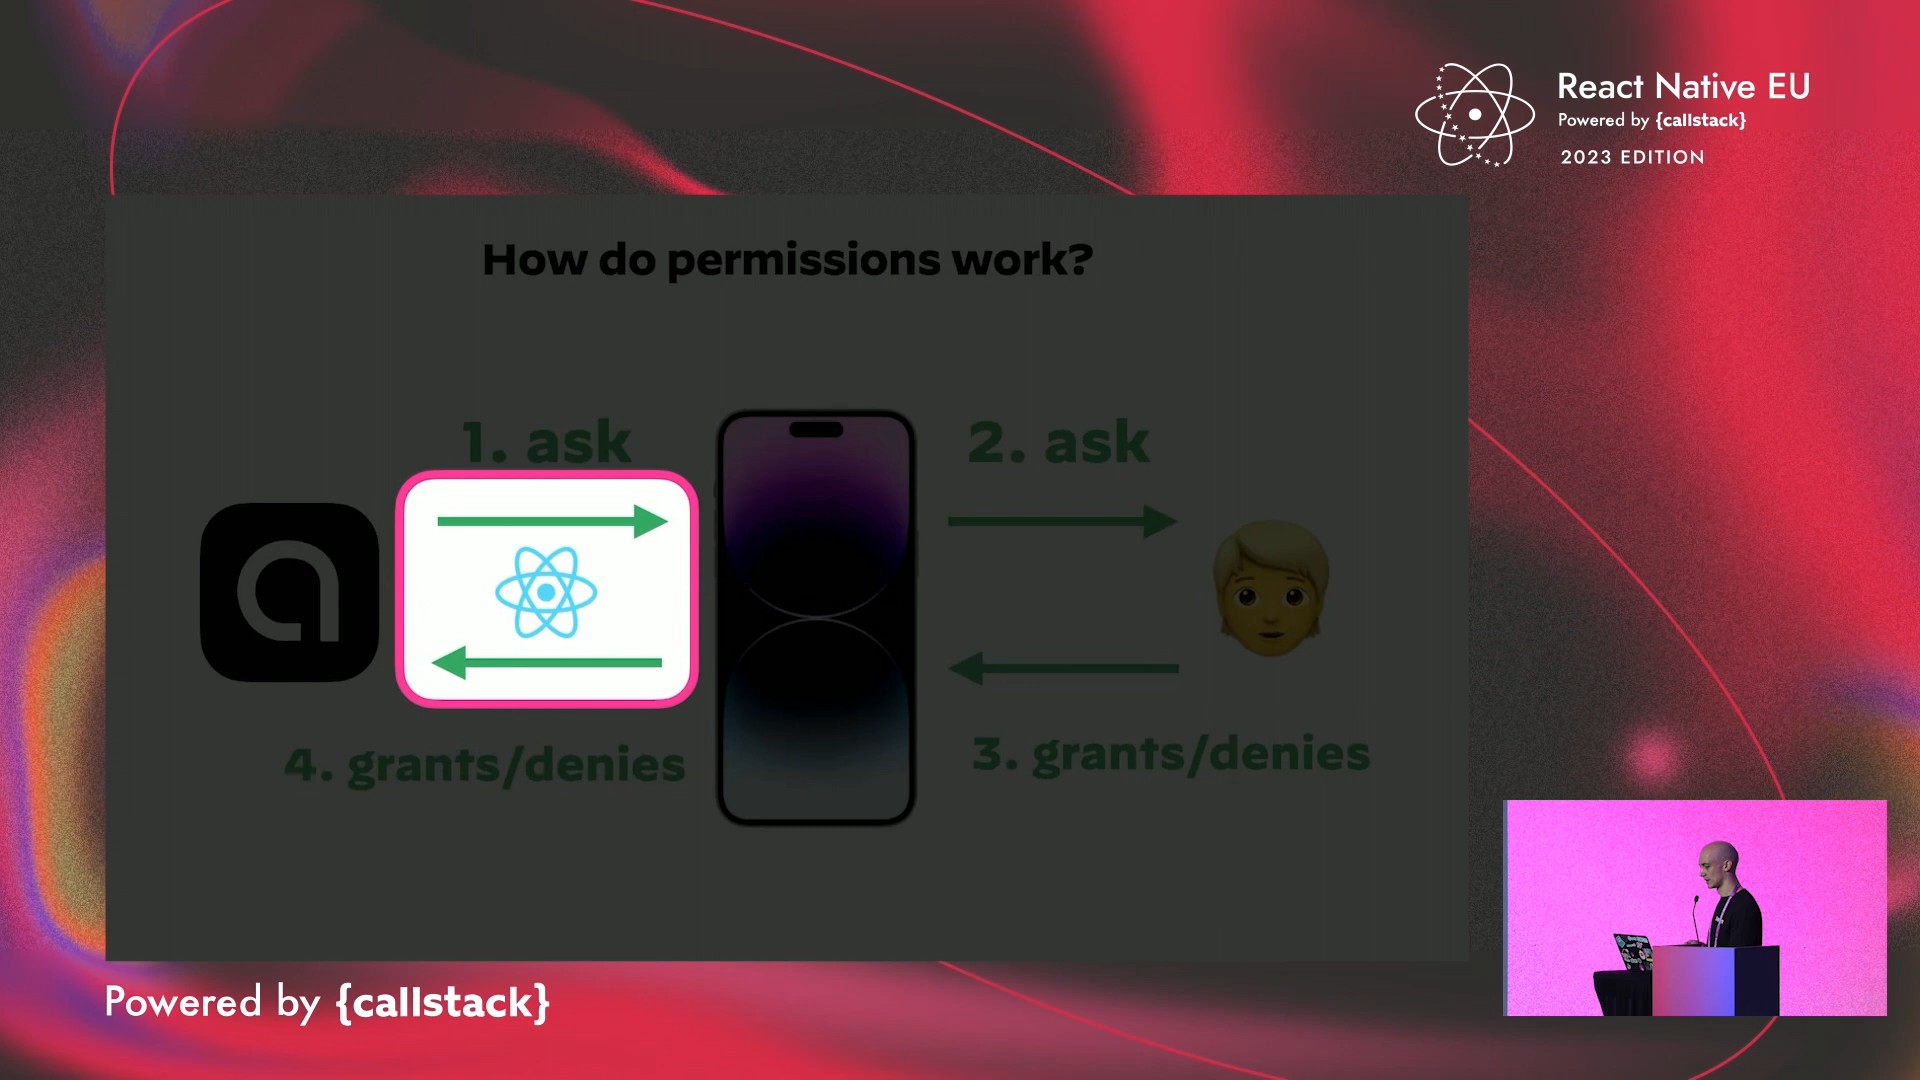 React Native EU
Powered by {callstack}
2023 EDITION
How do permissions work?
1. ask
2. ask
4. grants/denies
3. grants/denies
Powered by {callstack}